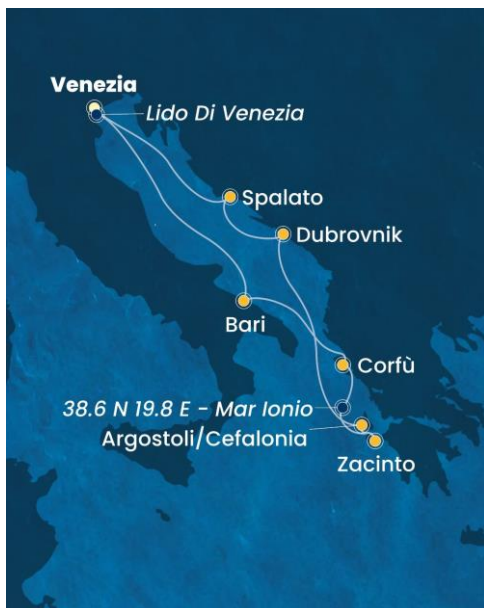 Venezia
Lido Di Venezia
Spalato
Dubrovnik
Bari
Corfù
38.6 N 19.8 E - Mar Ionio
Argostoli/Cefalonia
Zacinto